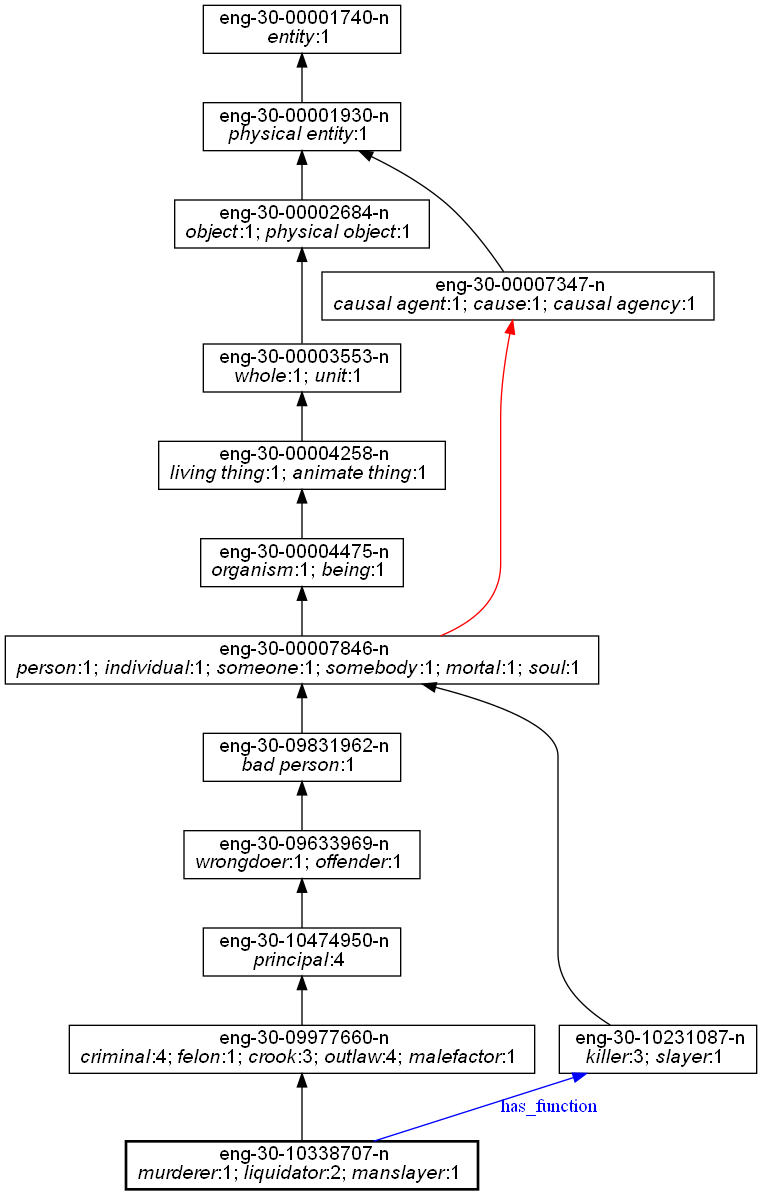 eng-30-00001740-n
entity:1
eng-30-00001930-n
physical entity:1
eng-30-00002684-n
object:1; physical object:1
eng-30-00007347-n
causal agent:1; cause:1; causal agency:1
eng-30-00003553-n
whole:1; unit:1
eng-30-00004258-n
living thing:1; animate thing:1
eng-30-00004475-n
organism:1; being:1
eng-30-00007846-n
person:1; individual:1; someone:1; somebody:1; mortal:1; soul:1
eng-30-09831962-n
bad person:1
eng-30-09633969-n
wrongdoer:1; offender:1
eng-30-10474950-n
principal:4
eng-30-09977660-n
criminal:4; felon:1; crook:3; outlaw:4; malefactor:1
eng-30-10231087-n
killer:3; slayer:1
has_function
eng-30-10338707-n
murderer:1; liquidator:2; manslayer:1